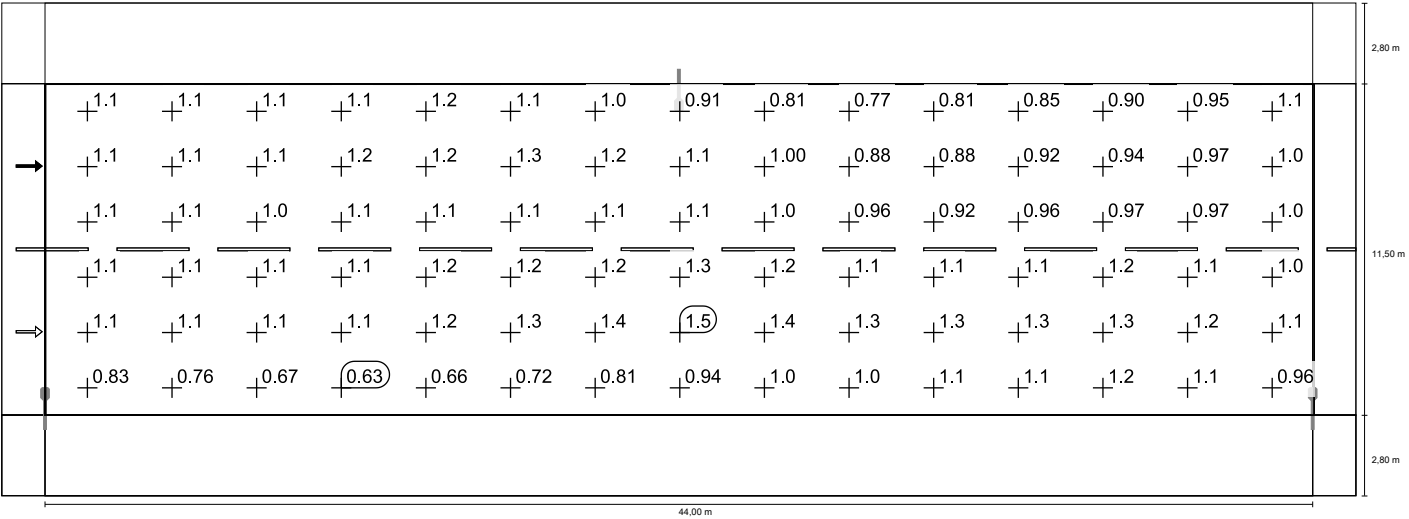 2,80 m
1.1 1.1 1.1 1.1 1.2 1.1 1.0 0.91 0.81 0.77 0.81 0.85 0.90 0.95 1.1
1.1 1.1 1.1 1.2 1.2 1.3 1.2 1.1 1.00 0.88 0.88 0.92 0.94 0.97 1.0
1.1 1.1 1.0 1.1 1.1 1.1 1.1 1.1 1.0 0.96 0.92 0.96 0.97 0.97 1.0
11,50 m
1.1 1.1 1.1 1.1 1.2 1.2 1.2 1.3 1.2 1.1 1.1 1.1 1.2 1.1 1.0
1.1 1.1 1.1 1.1 1.2 1.3 1.4 1.5 1.4 1.3 1.3 1.3 1.3 1.2 1.1
0.83 0.76 0.67 0.63 0.66 0.72 0.81 0.94 1.0 1.0 1.1 1.1 1.2 1.1 0.96
2,80 m
44,00 m